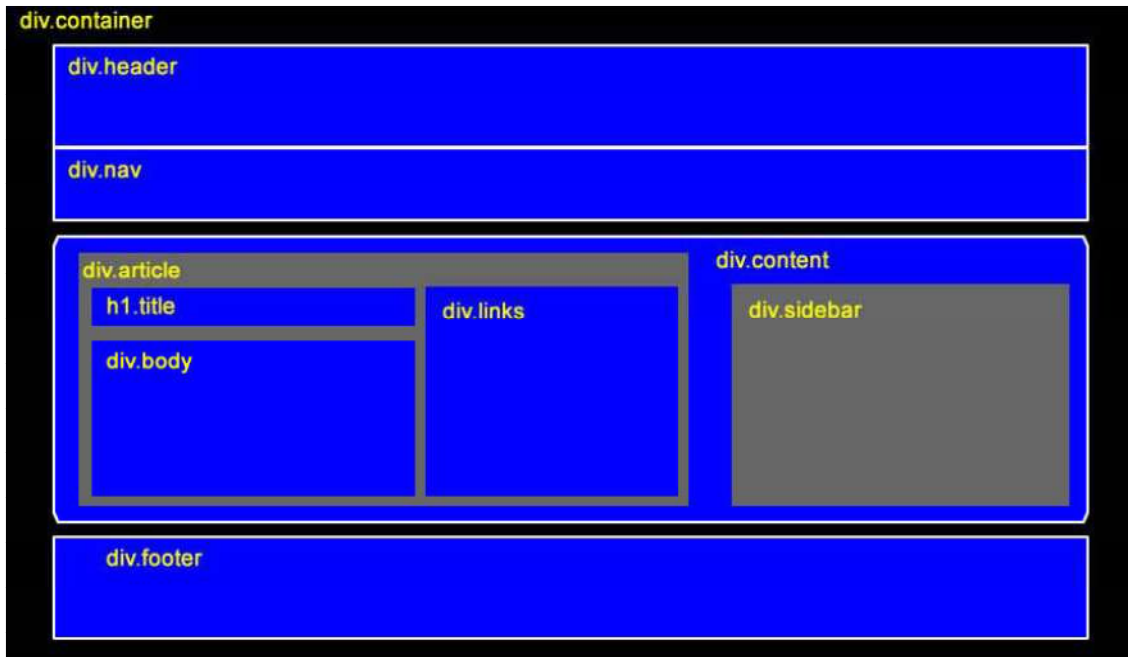 div.container
div.header
div.nav
div.content
div.article
h1.title
div.links
div.sidebar
div.body
div.footer